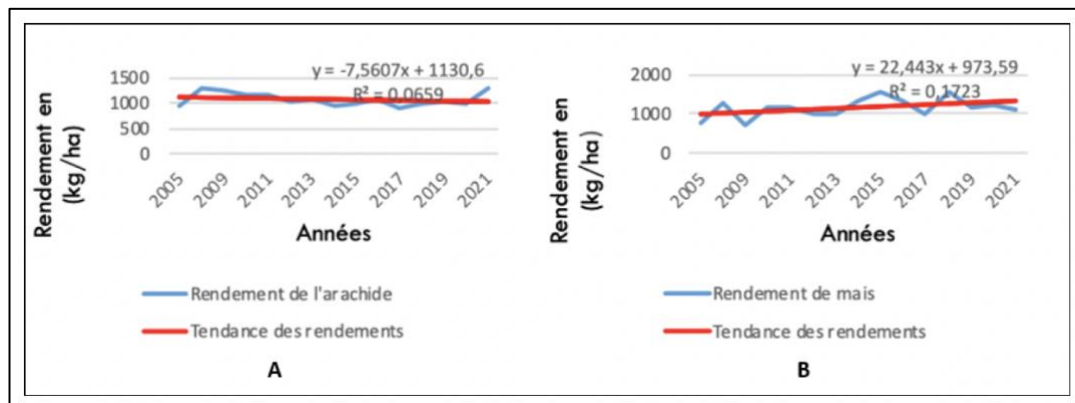 y = -7,5607x + 1130,6
R² = 0,0659
1500
1000
500
0
Rendement en
(kg/ha)
2005
2009
2011
2013
2015
2017
2019
2021
Années
Rendement de l'arachide
Tendance des rendements
A
y = 22,443x + 973,59
R² = 0,1723
2000
1000
0
Rendement en
(kg/ha)
2005
2009
2011
2013
2015
2017
2019
2021
Années
Rendement de mais
Tendance des rendements
B